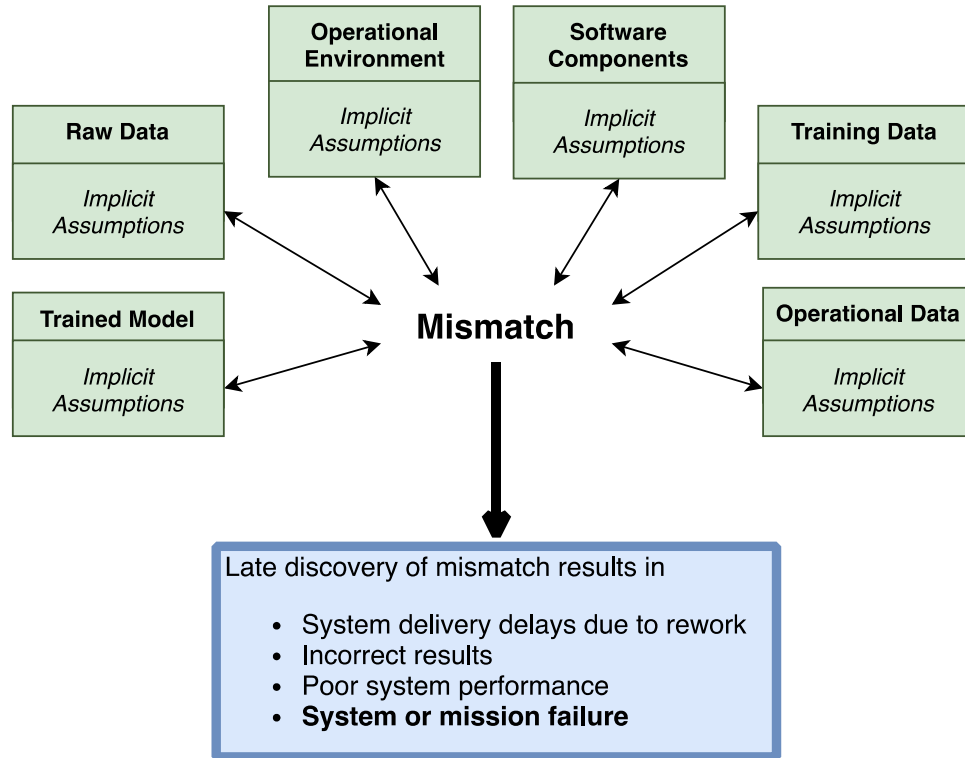 Operational
Environment
Implicit
Assumptions
Software
Components
Implicit
Assumptions
Raw Data
Implicit
Assumptions
Training Data
Implicit
Assumptions
Trained Model
Implicit
Assumptions
Mismatch
Operational Data
Implicit
Assumptions
Late discovery of mismatch results in
• System delivery delays due to rework
• Incorrect results
• Poor system performance
• System or mission failure